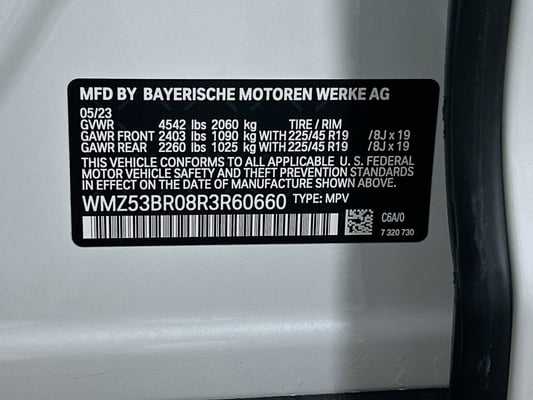 MFD BY BAYERISCHE MOTOREN WERKE AG
05/23
GVWR 4542 lbs 2060 kg TIRE / RIM
GAWR FRONT 2403 lbs 1090 kg WITH 225/45 R19 /8J x 19
GAWR REAR 2260 lbs 1025 kg WITH 225/45 R19 /8J x 19
THIS VEHICLE CONFORMS TO ALL APPLICABLE U. S. FEDERAL
MOTOR VEHICLE SAFETY, BUMPER, AND THEFT PREVENTION
STANDARDS IN EFFECT ON THE DATE OF MANUFACTURE SHOWN
ABOVE.
WMZ53BR08R3R60660 TYPE: MPV
C6A/0
7 320 730